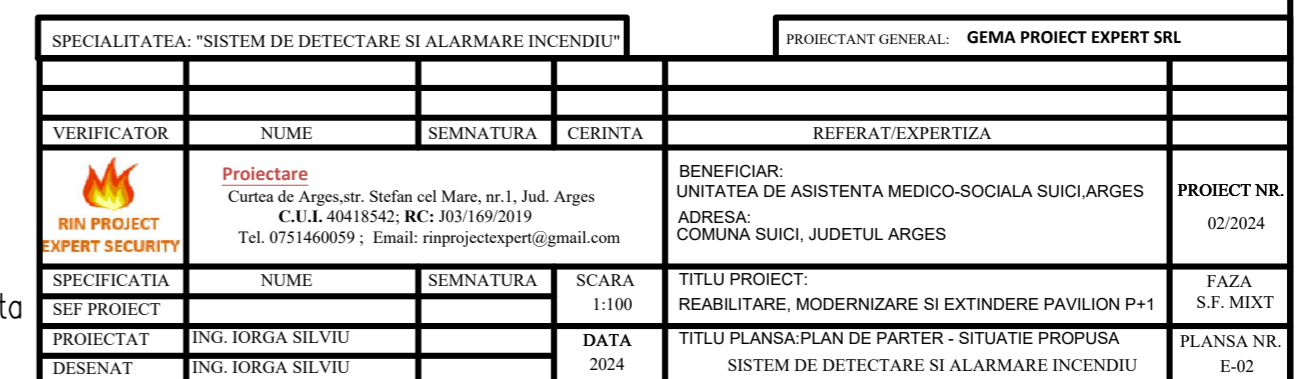 SPECIALITATEA: "SISTEM DE DETECTARE SI ALARMARE INCENDIU"
PROIECTANT GENERAL: GEMA PROIECT EXPERT SRL
VERIFICATOR NUME SEMNATURA CERINTA REFERAT/EXPERTIZA
RIN PROJECT
EXPERT SECURITY
Proiectare
Curtea de Arges,str. Stefan cel Mare, nr.1, Jud. Arges
C.U.I. 40418542; RC: J03/169/2019
Tel. 0751460059 ; Email: rinprojectexpert@gmail.com
BENEFICIAR:
UNITATEA DE ASISTENTA MEDICO-SOCIALA SUICI,ARGES
ADRESA:
COMUNA SUICI, JUDETUL ARGES
PROIECT NR.
02/2024
SPECIFICATIA NUME SEMNATURA SCARA TITLU PROIECT: FAZA
ta SEF PROIECT 1:100 REABILITARE, MODERNIZARE SI EXTINDERE PAVILION P+1 S.F. MIXT
PROIECTAT ING. IORGA SILVIU DATA TITLU PLANSA:PLAN DE PARTER - SITUATIE PROPUSA PLANSA NR.
DESENAT ING. IORGA SILVIU 2024 SISTEM DE DETECTARE SI ALARMARE INCENDIU E-02